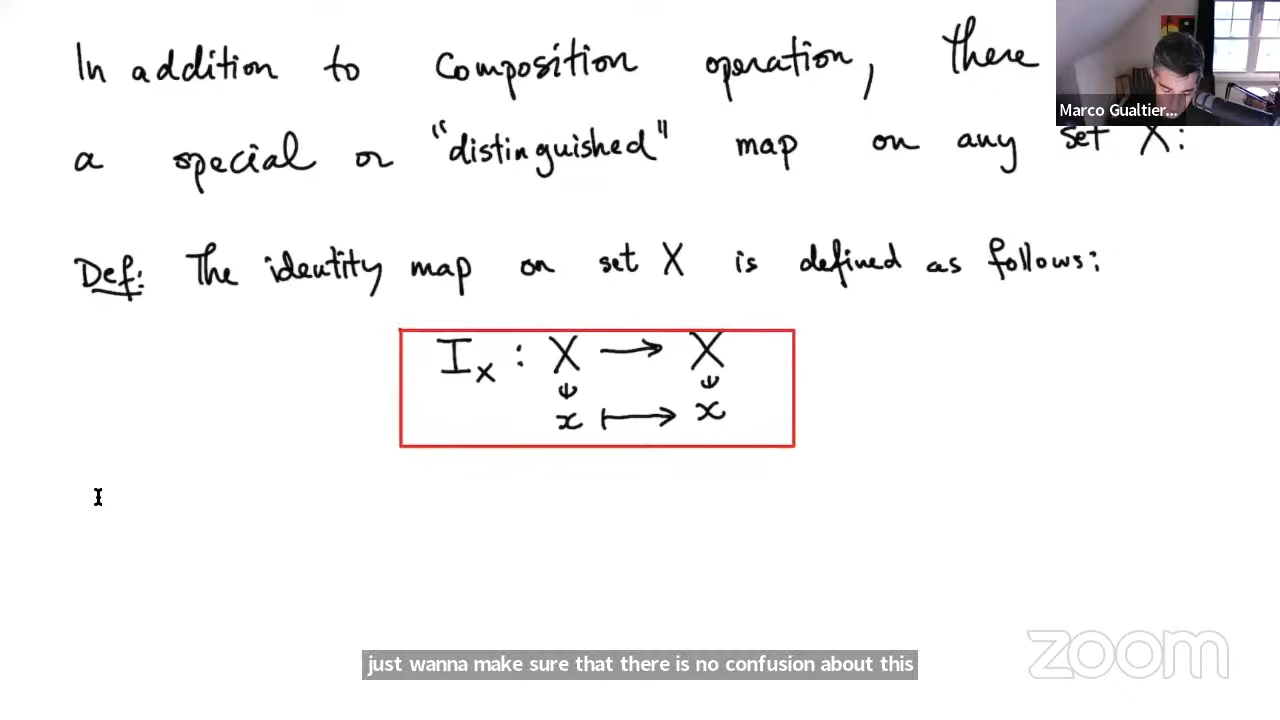 In addition to composition operation, there
Marco Gualtier...
a special or "distinguished" map on any set X:
Def: The identity map on set X is defined as follows:
I_X : X ⟶ X
x ⟼ x
just wanna make sure that there is no confusion about this
zoom